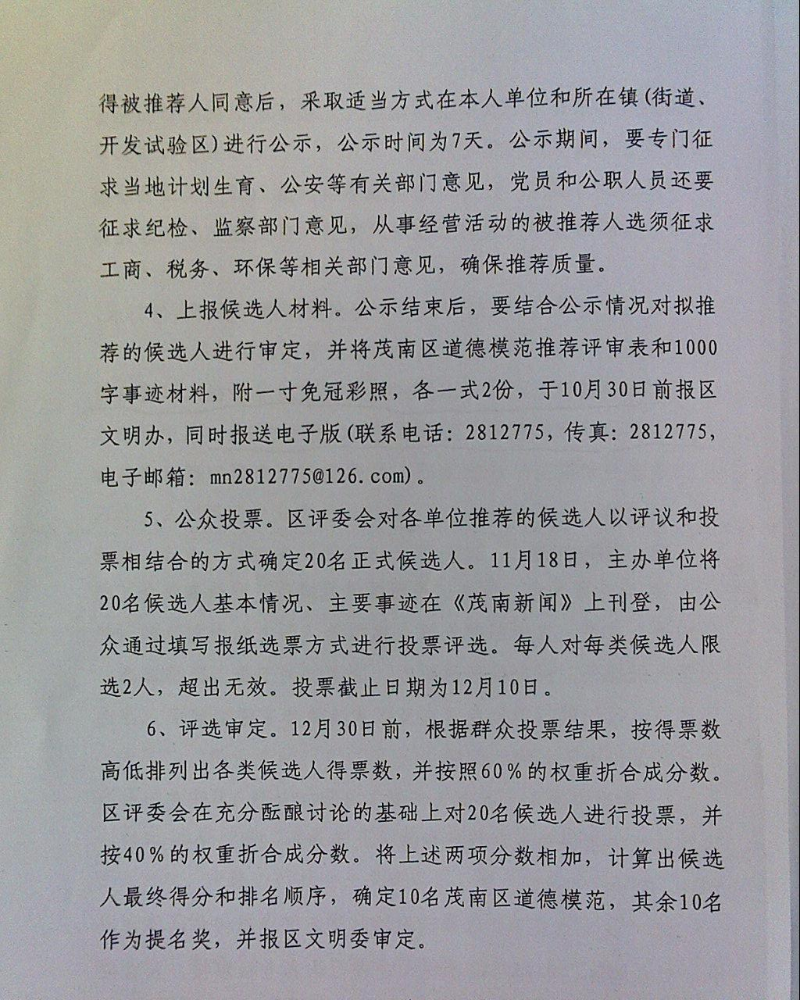 得被推荐人同意后，采取适当方式在本人单位和所在镇(街道、
开发试验区)进行公示，公示时间为7天。公示期间，要专门征
求当地计划生育、公安等有关部门意见，党员和公职人员还要
征求纪检、监察部门意见，从事经营活动的被推荐人选须征求
工商、税务、环保等相关部门意见，确保推荐质量。
4、上报候选人材料。公示结束后，要结合公示情况对拟推
荐的候选人进行审定，并将茂南区道德模范推荐评审表和1000
字事迹材料，附一寸免冠彩照，各一式2份，于10月30日前报区
文明办，同时报送电子版(联系电话：2812775，传真：2812775，
电子邮箱：mn2812775@126.com)。
5、公众投票。区评委会对各单位推荐的候选人以评议和投
票相结合的方式确定20名正式候选人。11月18日，主办单位将
20名候选人基本情况、主要事迹在《茂南新闻》上刊登，由公
众通过填写报纸选票方式进行投票评选。每人对每类候选人限
选2人，超出无效。投票截止日期为12月10日。
6、评选审定。12月30日前，根据群众投票结果，按得票数
高低排列出各类候选人得票数，并按照60%的权重折合成分数。
区评委会在充分酝酿讨论的基础上对20名候选人进行投票，并
按40%的权重折合成分数。将上述两项分数相加，计算出候选
人最终得分和排名顺序，确定10名茂南区道德模范，其余10名
作为提名奖，并报区文明委审定。